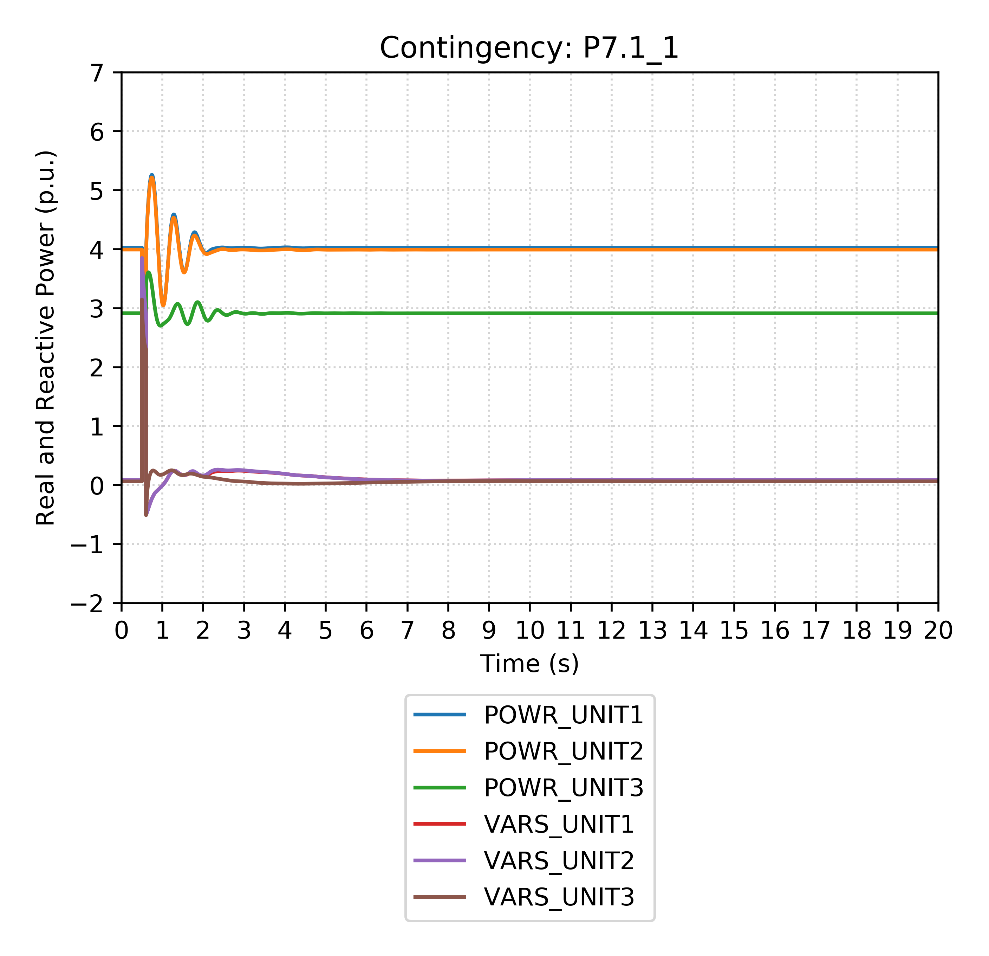 Contingency: P7.1_1
Real and Reactive Power (p.u.)
7
6
5
4
3
2
1
0
−1
−2
0 1 2 3 4 5 6 7 8 9 10 11 12 13 14 15 16 17 18 19 20
Time (s)
POWR_UNIT1
POWR_UNIT2
POWR_UNIT3
VARS_UNIT1
VARS_UNIT2
VARS_UNIT3